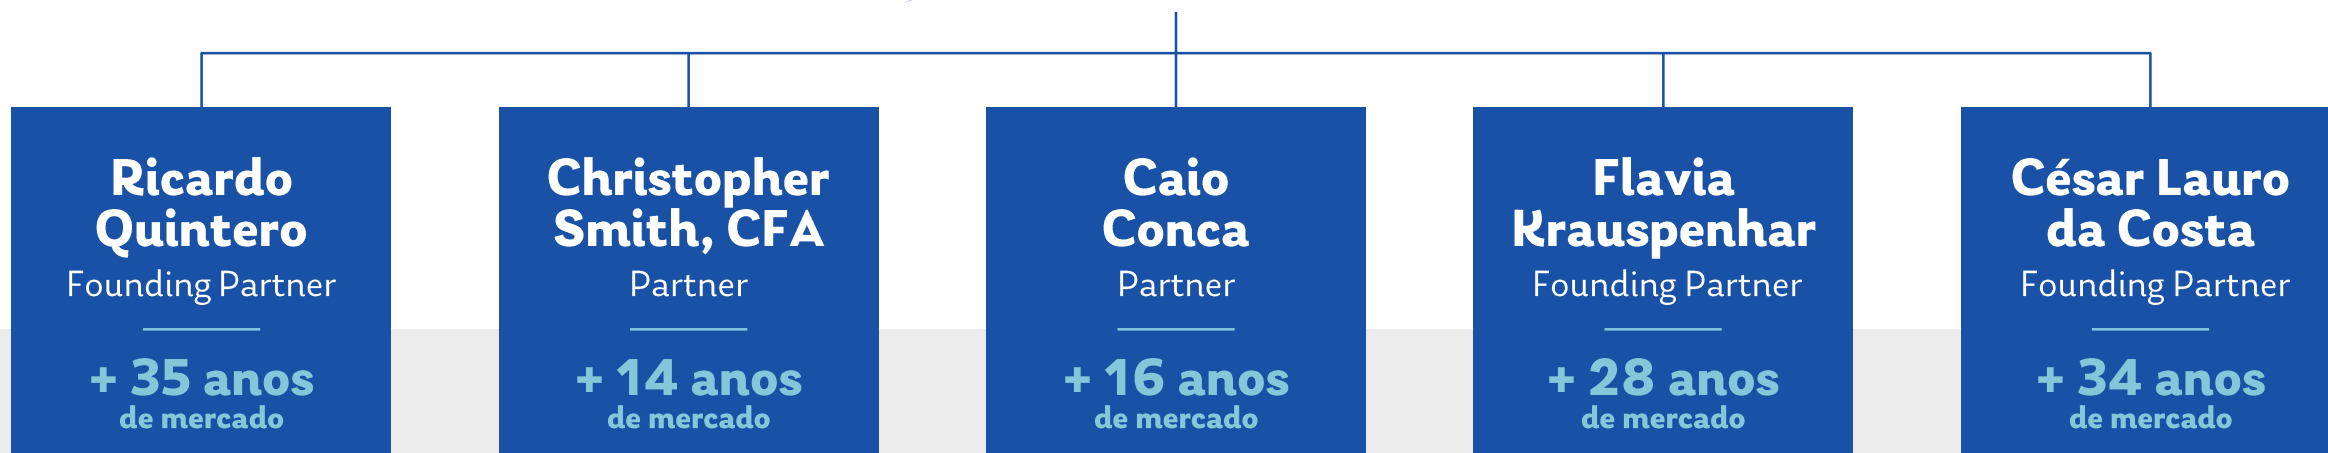 Ricardo
Quintero
Founding Partner
+ 35 anos
de mercado
Christopher
Smith, CFA
Partner
+ 14 anos
de mercado
Caio
Conca
Partner
+ 16 anos
de mercado
Flavia
Krauspenhar
Founding Partner
+ 28 anos
de mercado
César Lauro
da Costa
Founding Partner
+ 34 anos
de mercado